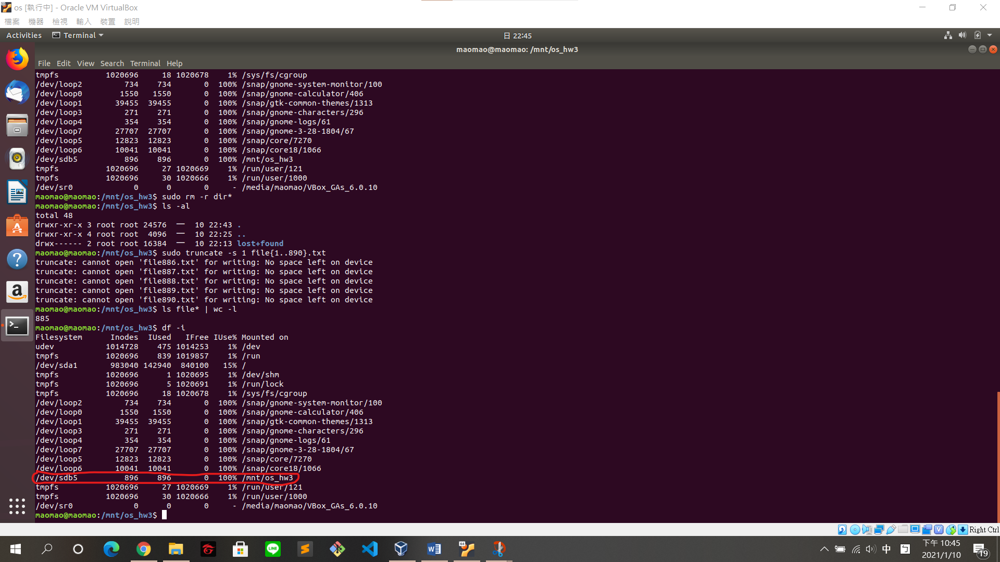 os [執行中] - Oracle VM VirtualBox
檔案 機器 檢視 輸入 裝置 說明
Activities Terminal 日 22:45
maomao@maomao: /mnt/os_hw3
File Edit View Search Terminal Help
tmpfs 1020696 18 1020678 1% /sys/fs/cgroup
/dev/loop2 734 734 0 100% /snap/gnome-system-monitor/100
/dev/loop0 1550 1550 0 100% /snap/gnome-calculator/406
/dev/loop1 39455 39455 0 100% /snap/gtk-common-themes/1313
/dev/loop3 271 271 0 100% /snap/gnome-characters/296
/dev/loop4 354 354 0 100% /snap/gnome-logs/61
/dev/loop7 27707 27707 0 100% /snap/gnome-3-28-1804/67
/dev/loop5 12823 12823 0 100% /snap/core/7270
/dev/loop6 10041 10041 0 100% /snap/core18/1066
/dev/sdb5 896 896 0 100% /mnt/os_hw3
tmpfs 1020696 27 1020669 1% /run/user/121
tmpfs 1020696 30 1020666 1% /run/user/1000
/dev/sr0 0 0 0 - /media/maomao/VBox_GAs_6.0.10
maomao@maomao:/mnt/os_hw3$ sudo rm -r dir*
maomao@maomao:/mnt/os_hw3$ ls -al
total 48
drwxr-xr-x 3 root root 24576 一 10 22:43 .
drwxr-xr-x 4 root root 4096 一 10 22:25 ..
drwx------ 2 root root 16384 一 10 22:13 lost+found
maomao@maomao:/mnt/os_hw3$ sudo truncate -s 1 file{1..890}.txt
truncate: cannot open 'file886.txt' for writing: No space left on device
truncate: cannot open 'file887.txt' for writing: No space left on device
truncate: cannot open 'file888.txt' for writing: No space left on device
truncate: cannot open 'file889.txt' for writing: No space left on device
truncate: cannot open 'file890.txt' for writing: No space left on device
maomao@maomao:/mnt/os_hw3$ ls file* | wc -l
885
maomao@maomao:/mnt/os_hw3$ df -i
Filesystem Inodes IUsed IFree IUse% Mounted on
udev 1014728 475 1014253 1% /dev
tmpfs 1020696 839 1019857 1% /run
/dev/sda1 983040 142940 840100 15% /
tmpfs 1020696 1 1020695 1% /dev/shm
tmpfs 1020696 5 1020691 1% /run/lock
tmpfs 1020696 18 1020678 1% /sys/fs/cgroup
/dev/loop2 734 734 0 100% /snap/gnome-system-monitor/100
/dev/loop0 1550 1550 0 100% /snap/gnome-calculator/406
/dev/loop1 39455 39455 0 100% /snap/gtk-common-themes/1313
/dev/loop3 271 271 0 100% /snap/gnome-characters/296
/dev/loop4 354 354 0 100% /snap/gnome-logs/61
/dev/loop7 27707 27707 0 100% /snap/gnome-3-28-1804/67
/dev/loop5 12823 12823 0 100% /snap/core/7270
/dev/loop6 10041 10041 0 100% /snap/core18/1066
/dev/sdb5 896 896 0 100% /mnt/os_hw3
tmpfs 1020696 27 1020669 1% /run/user/121
tmpfs 1020696 30 1020666 1% /run/user/1000
/dev/sr0 0 0 0 - /media/maomao/VBox_GAs_6.0.10
maomao@maomao:/mnt/os_hw3$
Right Ctrl
LINE
64
中
下午 10:45
2021/1/10
19